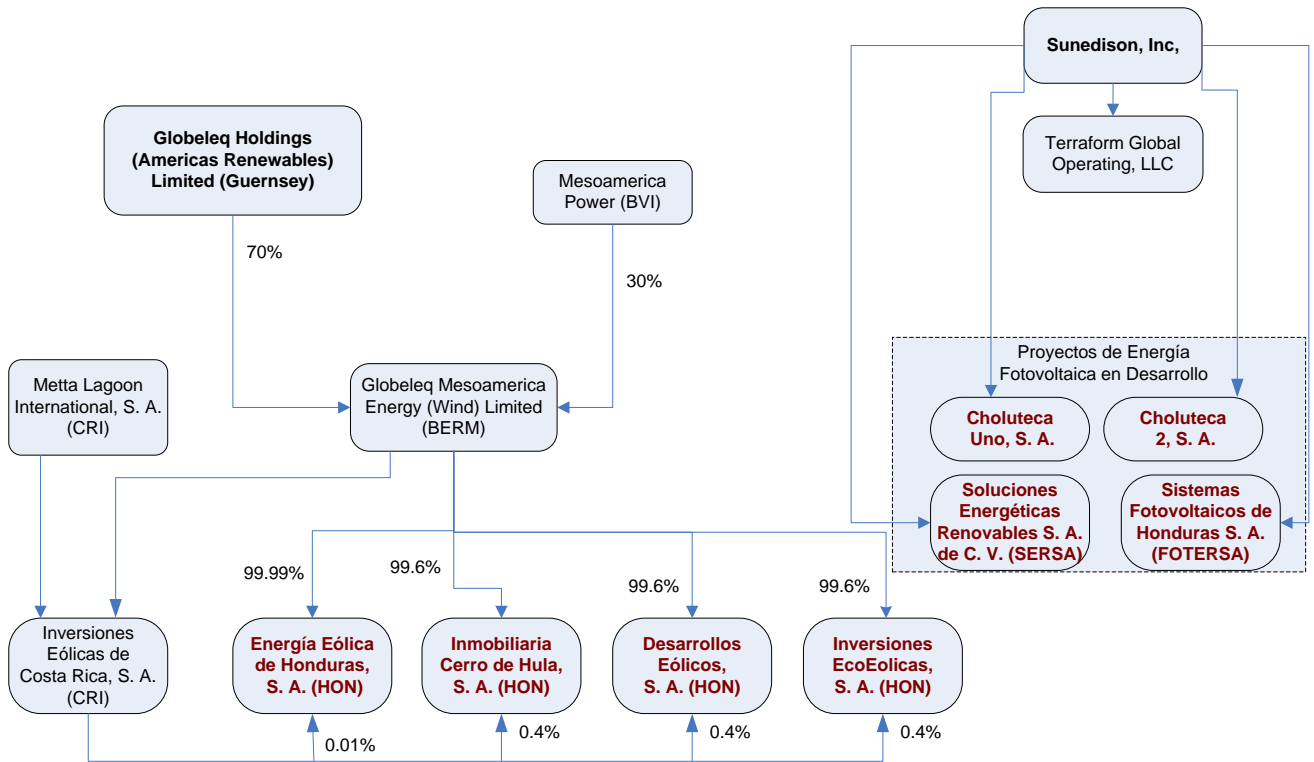 Sunedison, Inc,
Globeleq Holdings
(Americas Renewables)
Limited (Guernsey)
Mesoamerica
Power (BVI)
Terraform Global
Operating, LLC
70%
30%
Metta Lagoon
International, S. A.
(CRI)
Globeleq Mesoamerica
Energy (Wind) Limited
(BERM)
Proyectos de Energía
Fotovoltaica en Desarrollo
Choluteca
Uno, S. A.
Choluteca
2, S. A.
Soluciones
Energéticas
Renovables S. A.
de C. V. (SERSA)
Sistemas
Fotovoltaicos de
Honduras S. A.
(FOTERSA)
99.99%
99.6%
99.6%
99.6%
Inversiones
Eólicas de
Costa Rica, S. A.
(CRI)
Energía Eólica
de Honduras,
S. A. (HON)
Inmobiliaria
Cerro de Hula,
S. A. (HON)
Desarrollos
Eólicos,
S. A. (HON)
Inversiones
EcoEolicas,
S. A. (HON)
0.01%
0.4%
0.4%
0.4%